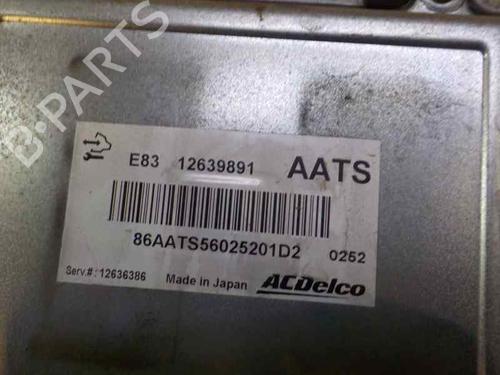 B-PARTS
E83 12639891 AATS
86AATS56025201D2 0252
Serv.#: 12636386 Made in Japan ACDelco